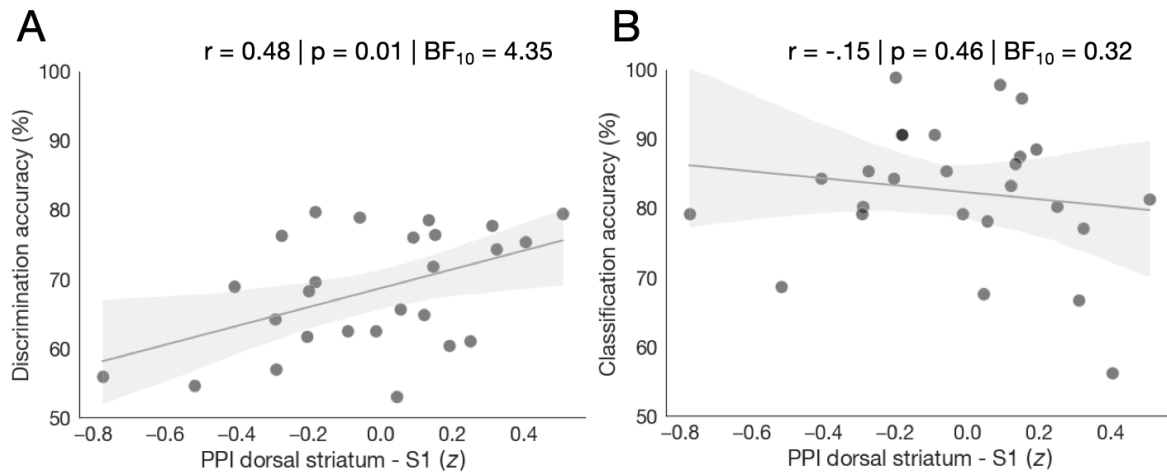 A
r = 0.48 | p = 0.01 | BF₁₀ = 4.35
Discrimination accuracy (%)
100
90
80
70
60
50
−0.8 −0.6 −0.4 −0.2 0.0 0.2 0.4
PPI dorsal striatum - S1 (z)
B
r = -.15 | p = 0.46 | BF₁₀ = 0.32
Classification accuracy (%)
100
90
80
70
60
50
−0.8 −0.6 −0.4 −0.2 0.0 0.2 0.4
PPI dorsal striatum - S1 (z)